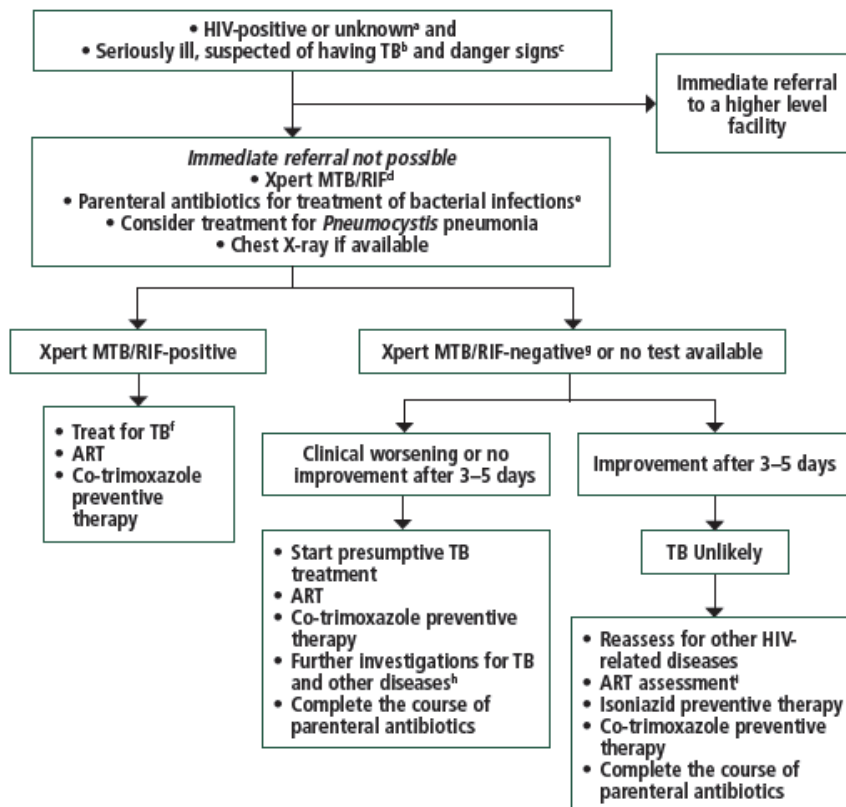 • HIV-positive or unknownᵃ and
• Seriously ill, suspected of having TBᵇ and danger signsᶜ
Immediate referral
to a higher level
facility
Immediate referral not possible
• Xpert MTB/RIFᵈ
• Parenteral antibiotics for treatment of bacterial infectionsᵉ
• Consider treatment for Pneumocystis pneumonia
• Chest X-ray if available
Xpert MTB/RIF-positive
Xpert MTB/RIF-negativeᵍ or no test available
• Treat for TBᶠ
• ART
• Co-trimoxazole
preventive
therapy
Clinical worsening or no
improvement after 3–5 days
Improvement after 3–5 days
• Start presumptive TB
treatment
• ART
• Co-trimoxazole preventive
therapy
• Further investigations for TB
and other diseasesʰ
• Complete the course of
parenteral antibiotics
TB Unlikely
• Reassess for other HIV-
related diseases
• ART assessmentⁱ
• Isoniazid preventive therapy
• Co-trimoxazole preventive
therapy
• Complete the course of
parenteral antibiotics